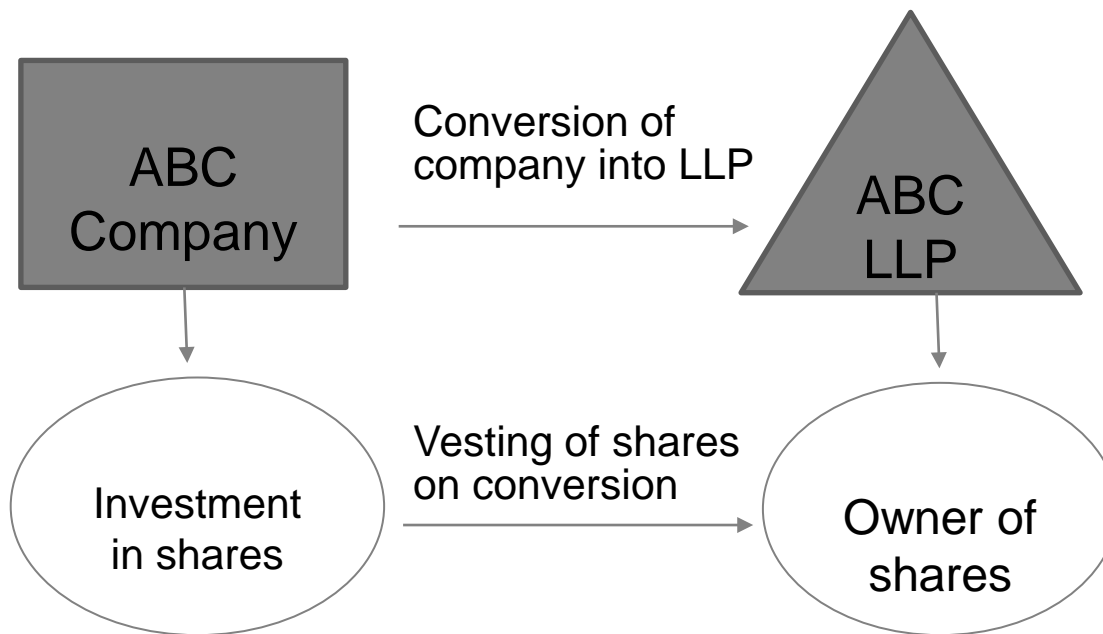 ABC
Company
Conversion of
company into LLP
ABC
LLP
Investment
in shares
Vesting of shares
on conversion
Owner of
shares